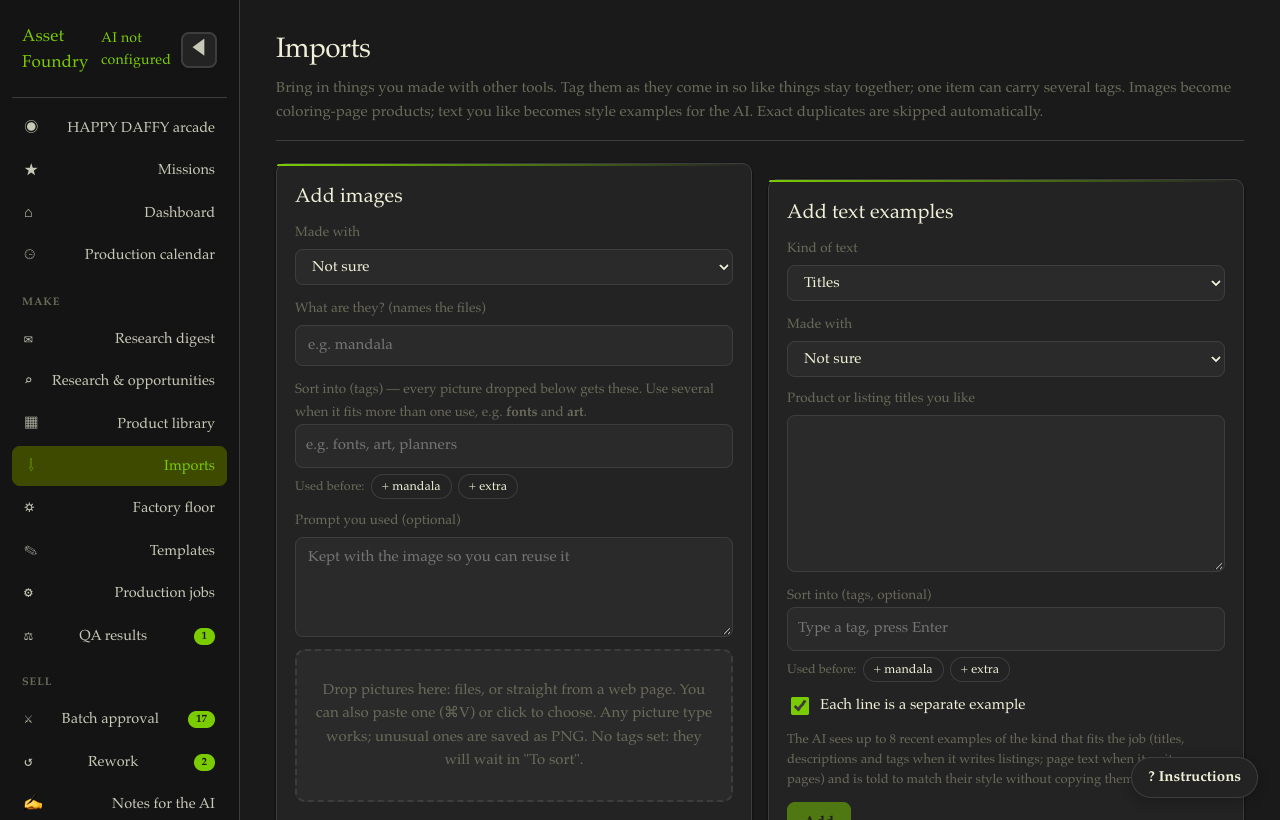 Asset Foundry
AI not configured
HAPPY DAFFY arcade
Missions
Dashboard
Production calendar
MAKE
Research digest
Research & opportunities
Product library
Imports
Factory floor
Templates
Production jobs
QA results 1
SELL
Batch approval 17
Rework 2
Notes for the AI
Imports
Bring in things you made with other tools. Tag them as they come in so like things stay together; one item can carry several tags. Images become
coloring-page products; text you like becomes style examples for the AI. Exact duplicates are skipped automatically.
Add images
Made with
Not sure
What are they? (names the files)
e.g. mandala
Sort into (tags) — every picture dropped below gets these. Use several
when it fits more than one use, e.g. fonts and art.
e.g. fonts, art, planners
Used before: + mandala + extra
Prompt you used (optional)
Kept with the image so you can reuse it
Drop pictures here: files, or straight from a web page. You
can also paste one (⌘V) or click to choose. Any picture type
works; unusual ones are saved as PNG. No tags set: they
will wait in "To sort".
Add text examples
Kind of text
Titles
Made with
Not sure
Product or listing titles you like
Sort into (tags, optional)
Type a tag, press Enter
Used before: + mandala + extra
Each line is a separate example
The AI sees up to 8 recent examples of the kind that fits the job (titles,
descriptions and tags when it writes listings; page text when
pages) and is told to match their style without copying them
? Instructions
Add